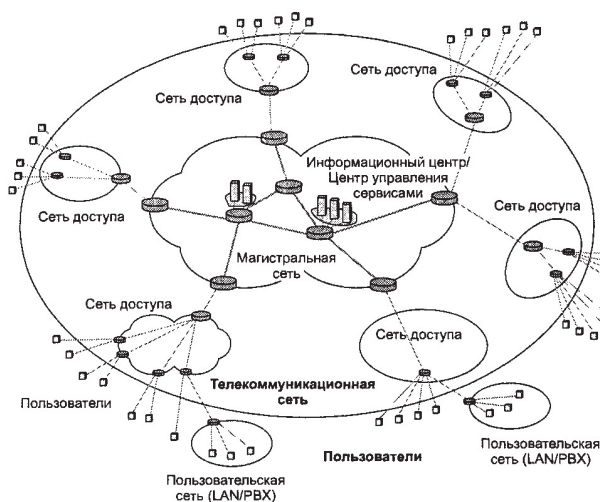 Сеть доступа
Сеть доступа
Информационный центр/
Центр управления
сервисами
Сеть доступа
Сеть доступа
Магистральная
сеть
Сеть доступа
Сеть доступа
Телекоммуникационная
сеть
Пользователи
Пользователи
Пользовательская
сеть (LAN/PBX)
Пользовательская
сеть (LAN/PBX)